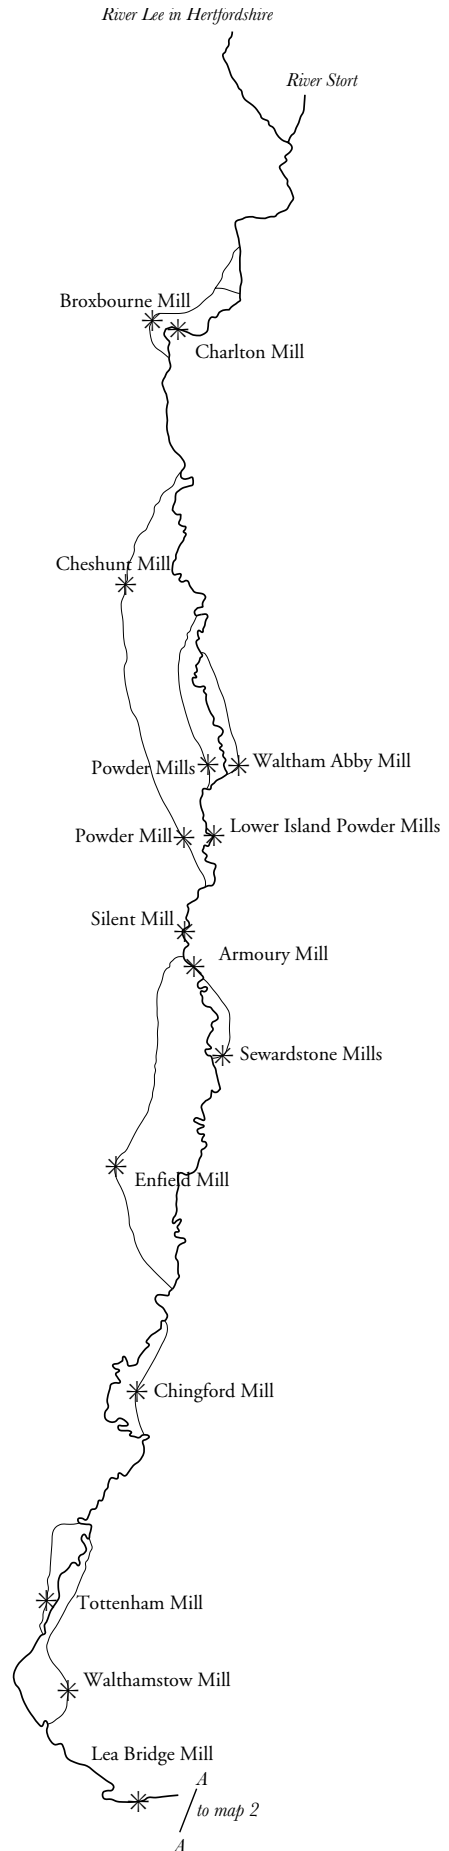 River Lee in Hertfordshire
River Stort
Broxbourne Mill
Charlton Mill
Cheshunt Mill
Waltham Abby Mill
Powder Mills
Lower Island Powder Mills
Powder Mill
Silent Mill
Armoury Mill
Sewardstone Mills
Enfield Mill
Chingford Mill
Tottenham Mill
Walthamstow Mill
Lea Bridge Mill
A
to map 2
A